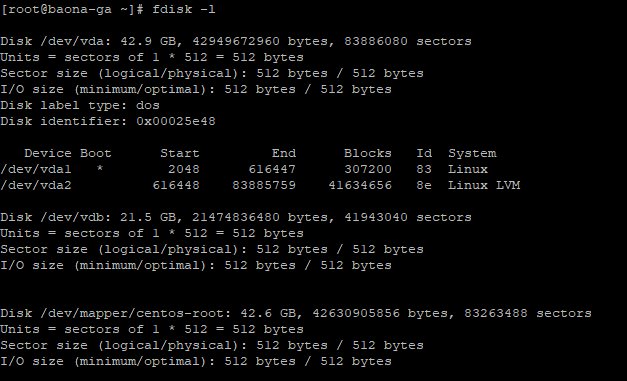 [root@baona-ga ~]# fdisk -l
Disk /dev/vda: 42.9 GB, 42949672960 bytes, 83886080 sectors
Units = sectors of 1 * 512 = 512 bytes
Sector size (logical/physical): 512 bytes / 512 bytes
I/O size (minimum/optimal): 512 bytes / 512 bytes
Disk label type: dos
Disk identifier: 0x00025e48
   Device Boot      Start         End      Blocks   Id  System
/dev/vda1   *        2048      616447      307200   83  Linux
/dev/vda2          616448    83885759    41634656   8e  Linux LVM
Disk /dev/vdb: 21.5 GB, 21474836480 bytes, 41943040 sectors
Units = sectors of 1 * 512 = 512 bytes
Sector size (logical/physical): 512 bytes / 512 bytes
I/O size (minimum/optimal): 512 bytes / 512 bytes
Disk /dev/mapper/centos-root: 42.6 GB, 42630905856 bytes, 83263488 sectors
Units = sectors of 1 * 512 = 512 bytes
Sector size (logical/physical): 512 bytes / 512 bytes
I/O size (minimum/optimal): 512 bytes / 512 bytes